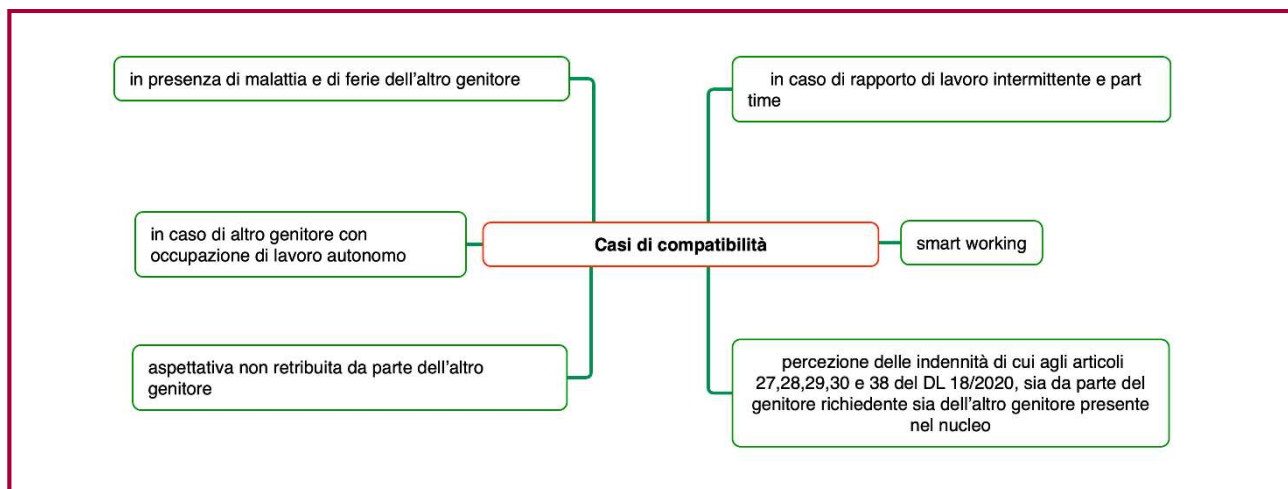 in presenza di malattia e di ferie dell'altro genitore
in caso di rapporto di lavoro intermittente e part
time
in caso di altro genitore con
occupazione di lavoro autonomo
Casi di compatibilità
smart working
aspettativa non retribuita da parte dell'altro
genitore
percezione delle indennità di cui agli articoli
27,28,29,30 e 38 del DL 18/2020, sia da parte del
genitore richiedente sia dell'altro genitore presente
nel nucleo